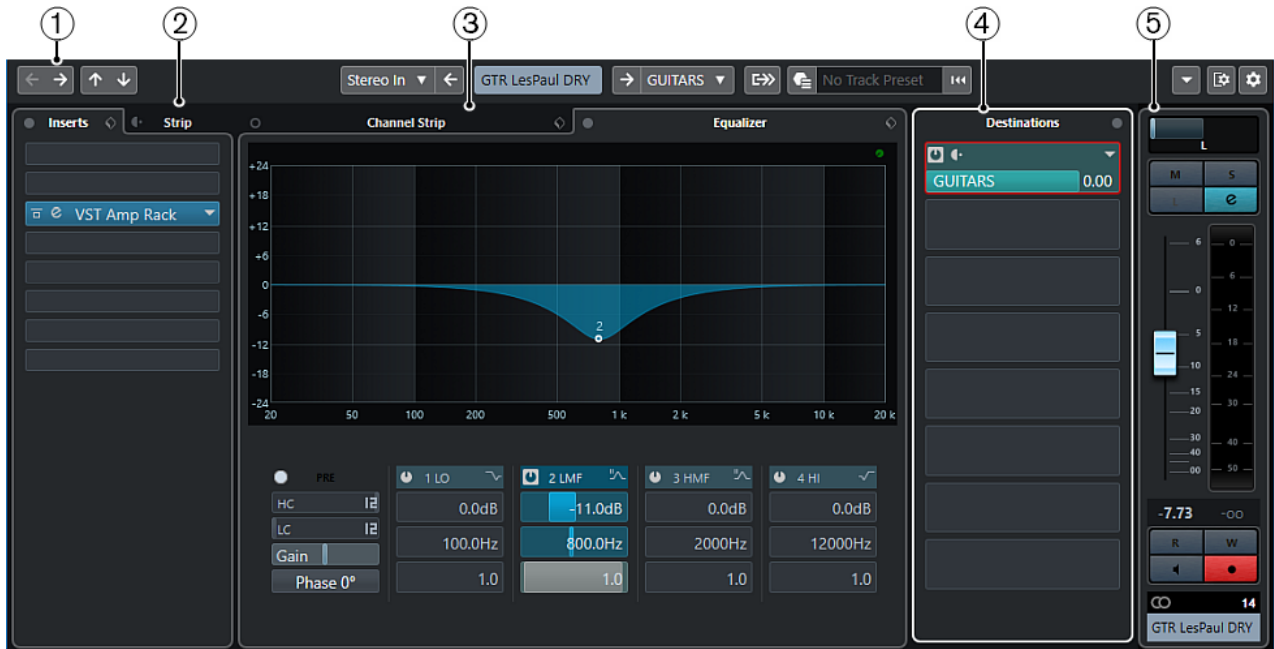 1 2 3 4 5
Stereo In GTR LesPaul DRY GUITARS No Track Preset
Inserts Strip Channel Strip Equalizer Destinations
L
M S
L e
VST Amp Rack
GUITARS 0.00
+24
+18
+12
+6
0
-6
-12
-18
-24
2
20 50 100 200 500 1 k 2 k 5 k 10 k 20 k
PRE 1 LO 2 LMF 3 HMF 4 HI
HC 12 0.0dB -11.0dB 0.0dB 0.0dB
LC 12 100.0Hz 800.0Hz 2000Hz 12000Hz
Gain
Phase 0° 1.0 1.0 1.0 1.0
6 0
0 6
12
5 18
10 24
15
20 30
30
40 40
00 50
-7.73 -oo
R W
14
GTR LesPaul DRY